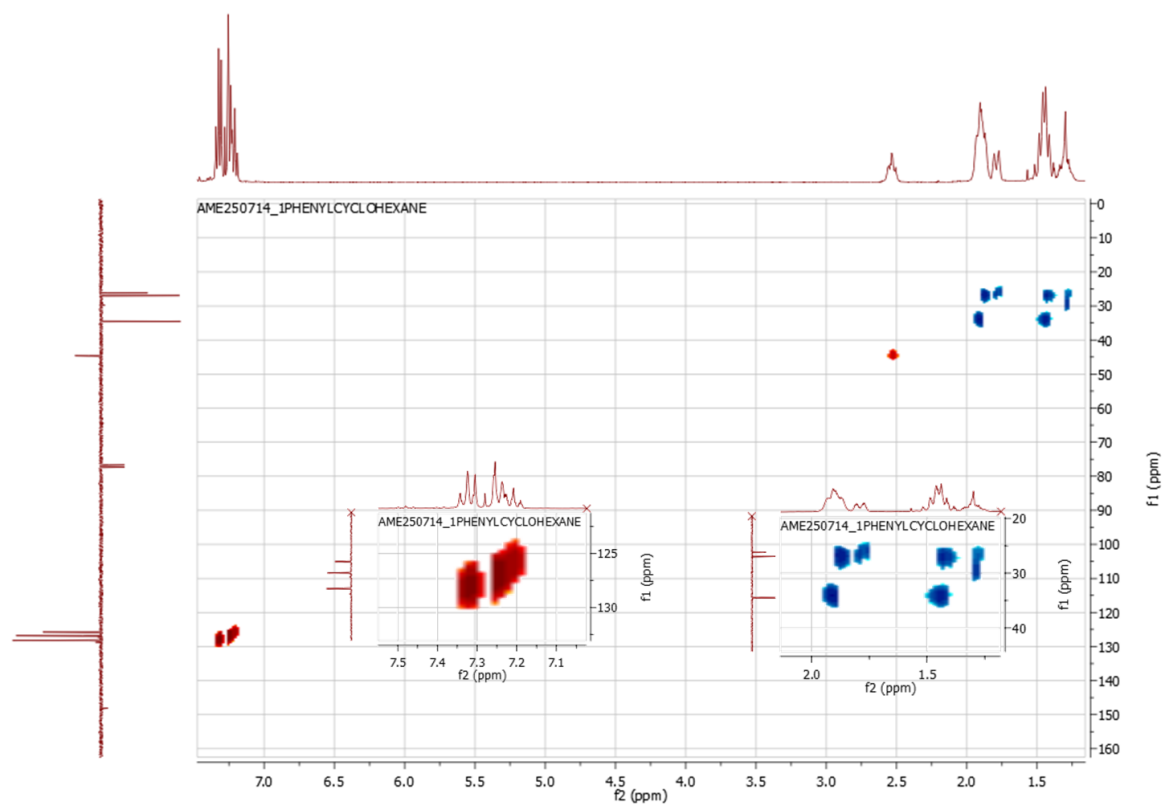 AME250714_1PHENYLCYCLOHEXANE
0
10
20
30
40
50
60
70
80
90
100
110
120
130
140
150
160
f1 (ppm)
7.0 6.5 6.0 5.5 5.0 4.5 4.0 3.5 3.0 2.5 2.0 1.5
f2 (ppm)
AME250714_1PHENYLCYCLOHEXANE
125
130
f1 (ppm)
7.5 7.4 7.3 7.2 7.1
f2 (ppm)
AME250714_1PHENYLCYCLOHEXANE
20
30
40
f1 (ppm)
2.0 1.5
f2 (ppm)